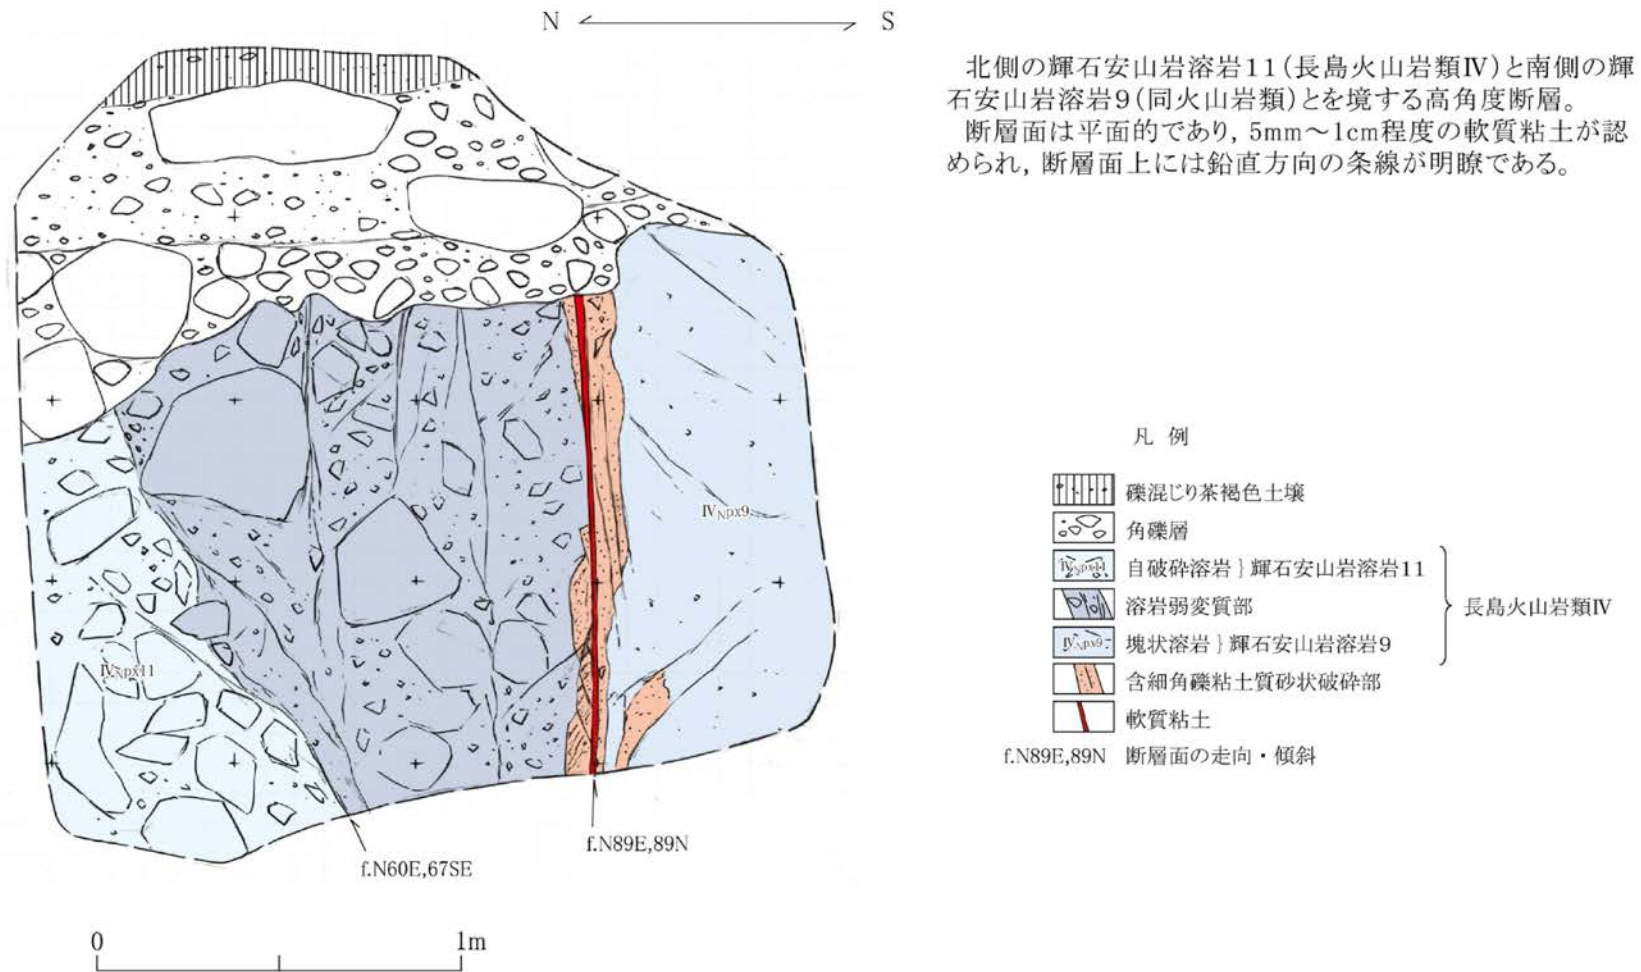 N S
北側の輝石安山岩溶岩11(長島火山岩類Ⅳ)と南側の輝
石安山岩溶岩9(同火山岩類)とを境する高角度断層。
断層面は平面的であり, 5mm～1cm程度の軟質粘土が認
められ, 断層面上には鉛直方向の条線が明瞭である。
ⅣNpx9
ⅣNpx11
f.N89E,89N
f.N60E,67SE
0 1m
凡 例
礫混じり茶褐色土壌
角礫層
ⅣNpx11 自破砕溶岩 } 輝石安山岩溶岩11
溶岩弱変質部
ⅣNpx9 塊状溶岩 } 輝石安山岩溶岩9
長島火山岩類Ⅳ
含細角礫粘土質砂状破砕部
軟質粘土
f.N89E,89N 断層面の走向・傾斜